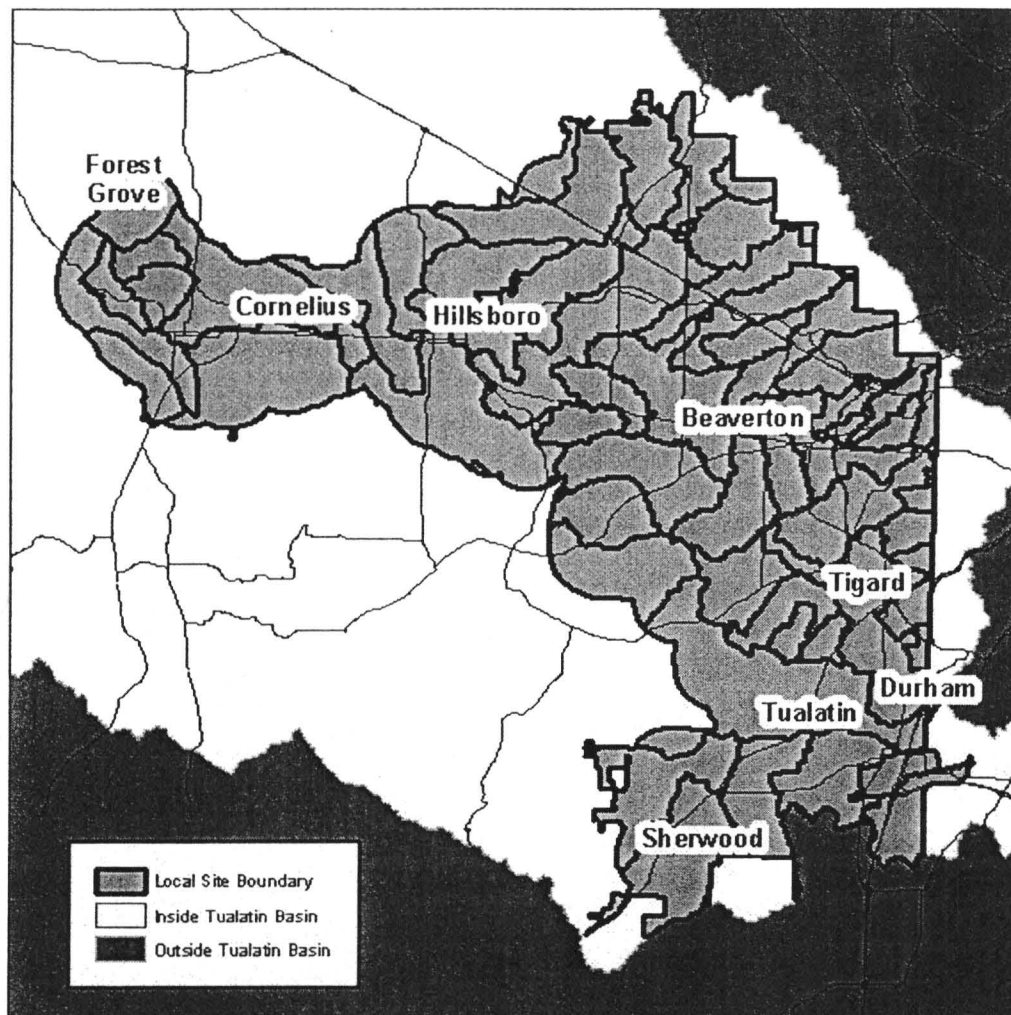 Forest
Grove
Cornelius
Hillsboro
Beaverton
Tigard
Durham
Tualatin
Sherwood
Local Site Boundary
Inside Tualatin Basin
Outside Tualatin Basin